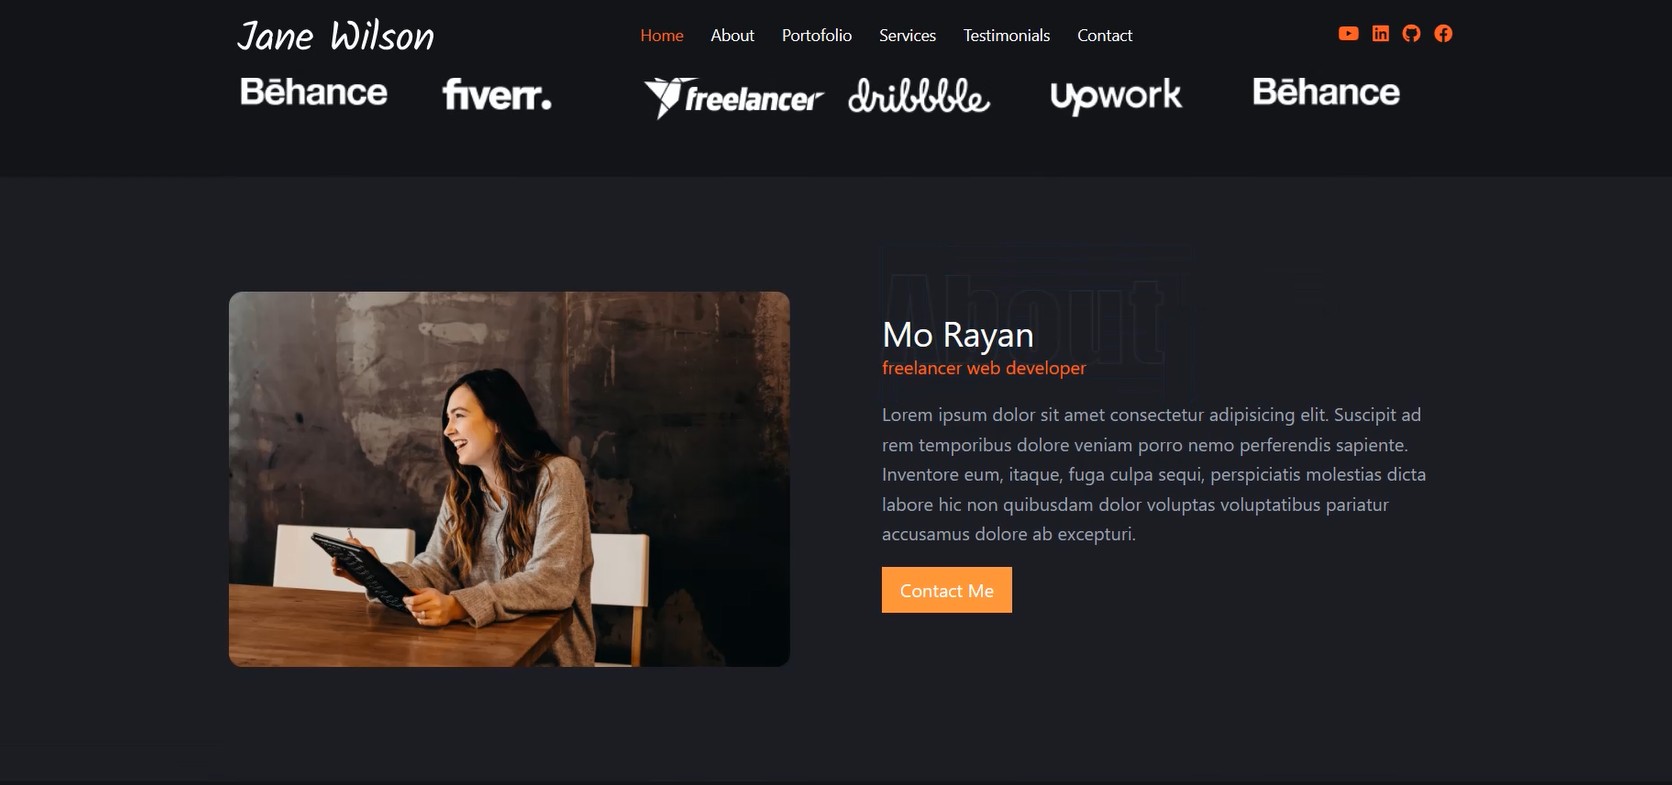 Jane Wilson
Home About Portofolio Services Testimonials Contact
Bēhance fiverr. freelancer dribbble Upwork Bēhance
About
Mo Rayan
freelancer web developer
Lorem ipsum dolor sit amet consectetur adipisicing elit. Suscipit ad
rem temporibus dolore veniam porro nemo perferendis sapiente.
Inventore eum, itaque, fuga culpa sequi, perspiciatis molestias dicta
labore hic non quibusdam dolor voluptas voluptatibus pariatur
accusamus dolore ab excepturi.
Contact Me